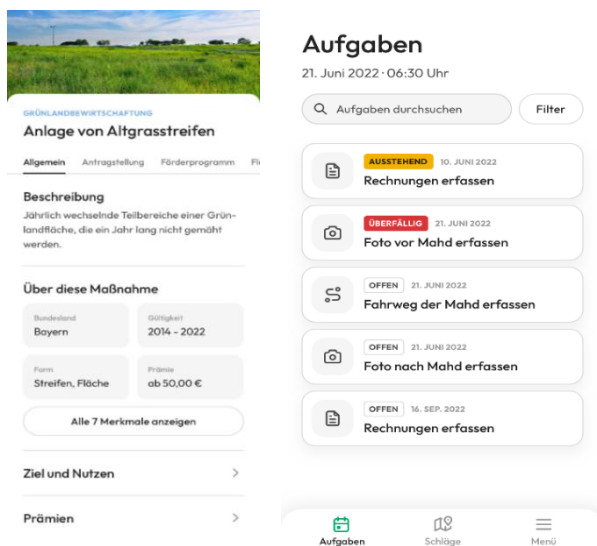 GRÜNLANDBEWIRTSCHAFTUNG
Anlage von Altgrasstreifen
Allgemein Antragstellung Förderprogramm
Beschreibung
Jährlich wechselnde Teilbereiche einer Grün-
landfläche, die ein Jahr lang nicht gemäht
werden.
Über diese Maßnahme
Bundesland
Bayern
Gültigkeit
2014 - 2022
Form
Streifen, Fläche
Prämie
ab 50,00 €
Alle 7 Merkmale anzeigen
Ziel und Nutzen
Prämien
Aufgaben
21. Juni 2022 · 06:30 Uhr
Aufgaben durchsuchen
Filter
AUSSTEHEND 10. JUNI 2022
Rechnungen erfassen
ÜBERFÄLLIG 21. JUNI 2022
Foto vor Mahd erfassen
OFFEN 21. JUNI 2022
Fahrweg der Mahd erfassen
OFFEN 21. JUNI 2022
Foto nach Mahd erfassen
OFFEN 16. SEP. 2022
Rechnungen erfassen
Aufgaben Schläge Menü